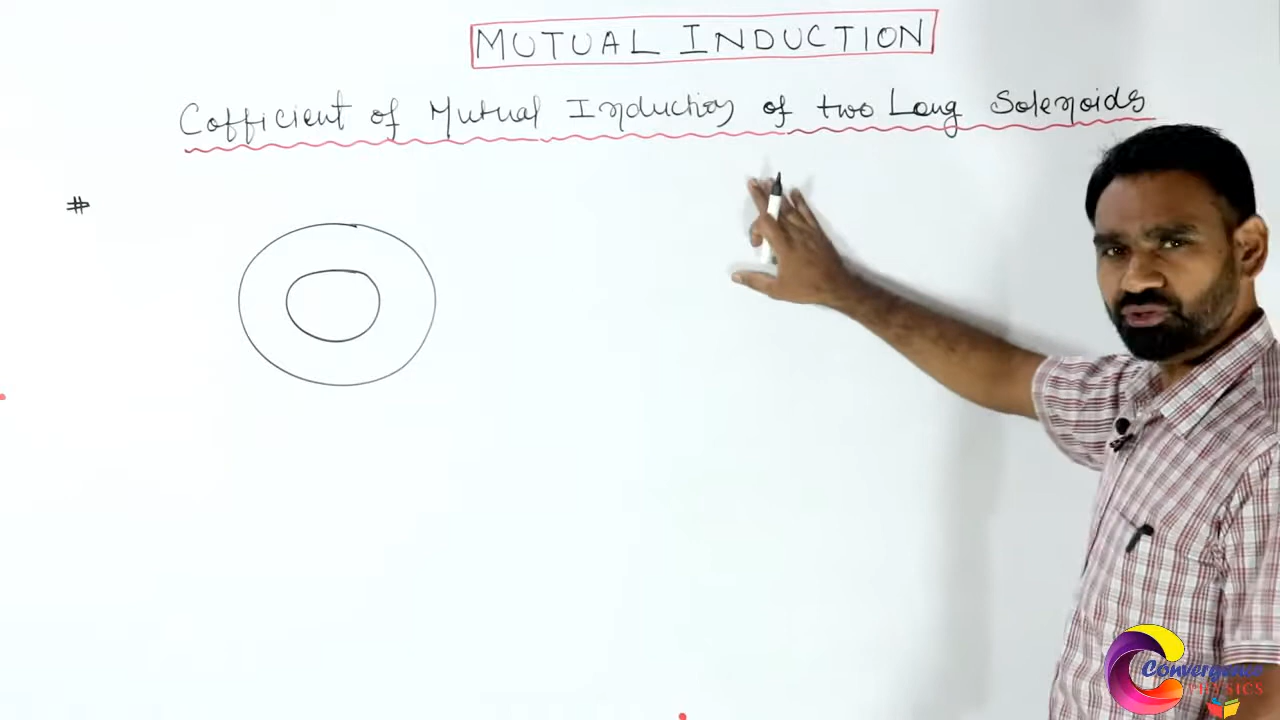 MUTUAL INDUCTION
Cofficient of Mutual Induction of two Long Solenoids
#
Convergence
PHYSICS